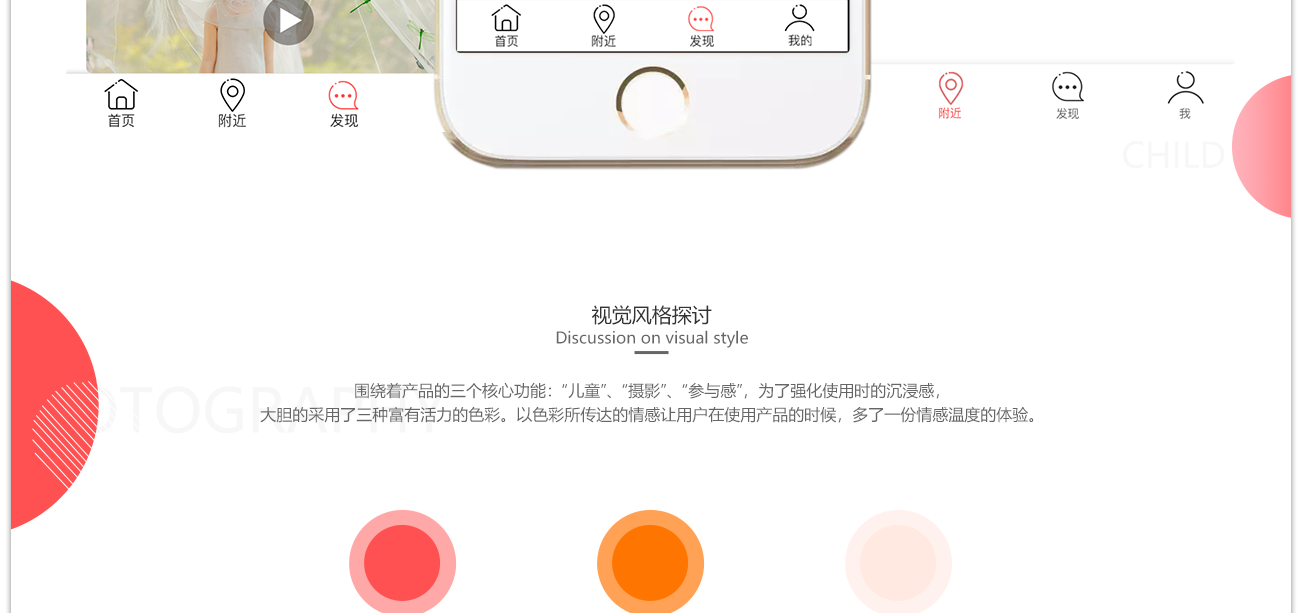 首页
附近
发现
我的
首页
附近
发现
附近
发现
我
CHILD
视觉风格探讨
Discussion on visual style
围绕着产品的三个核心功能：“儿童”、“摄影”、“参与感”，为了强化使用时的沉浸感，
大胆的采用了三种富有活力的色彩。以色彩所传达的情感让用户在使用产品的时候，多了一份情感温度的体验。
OTOGRAPHY